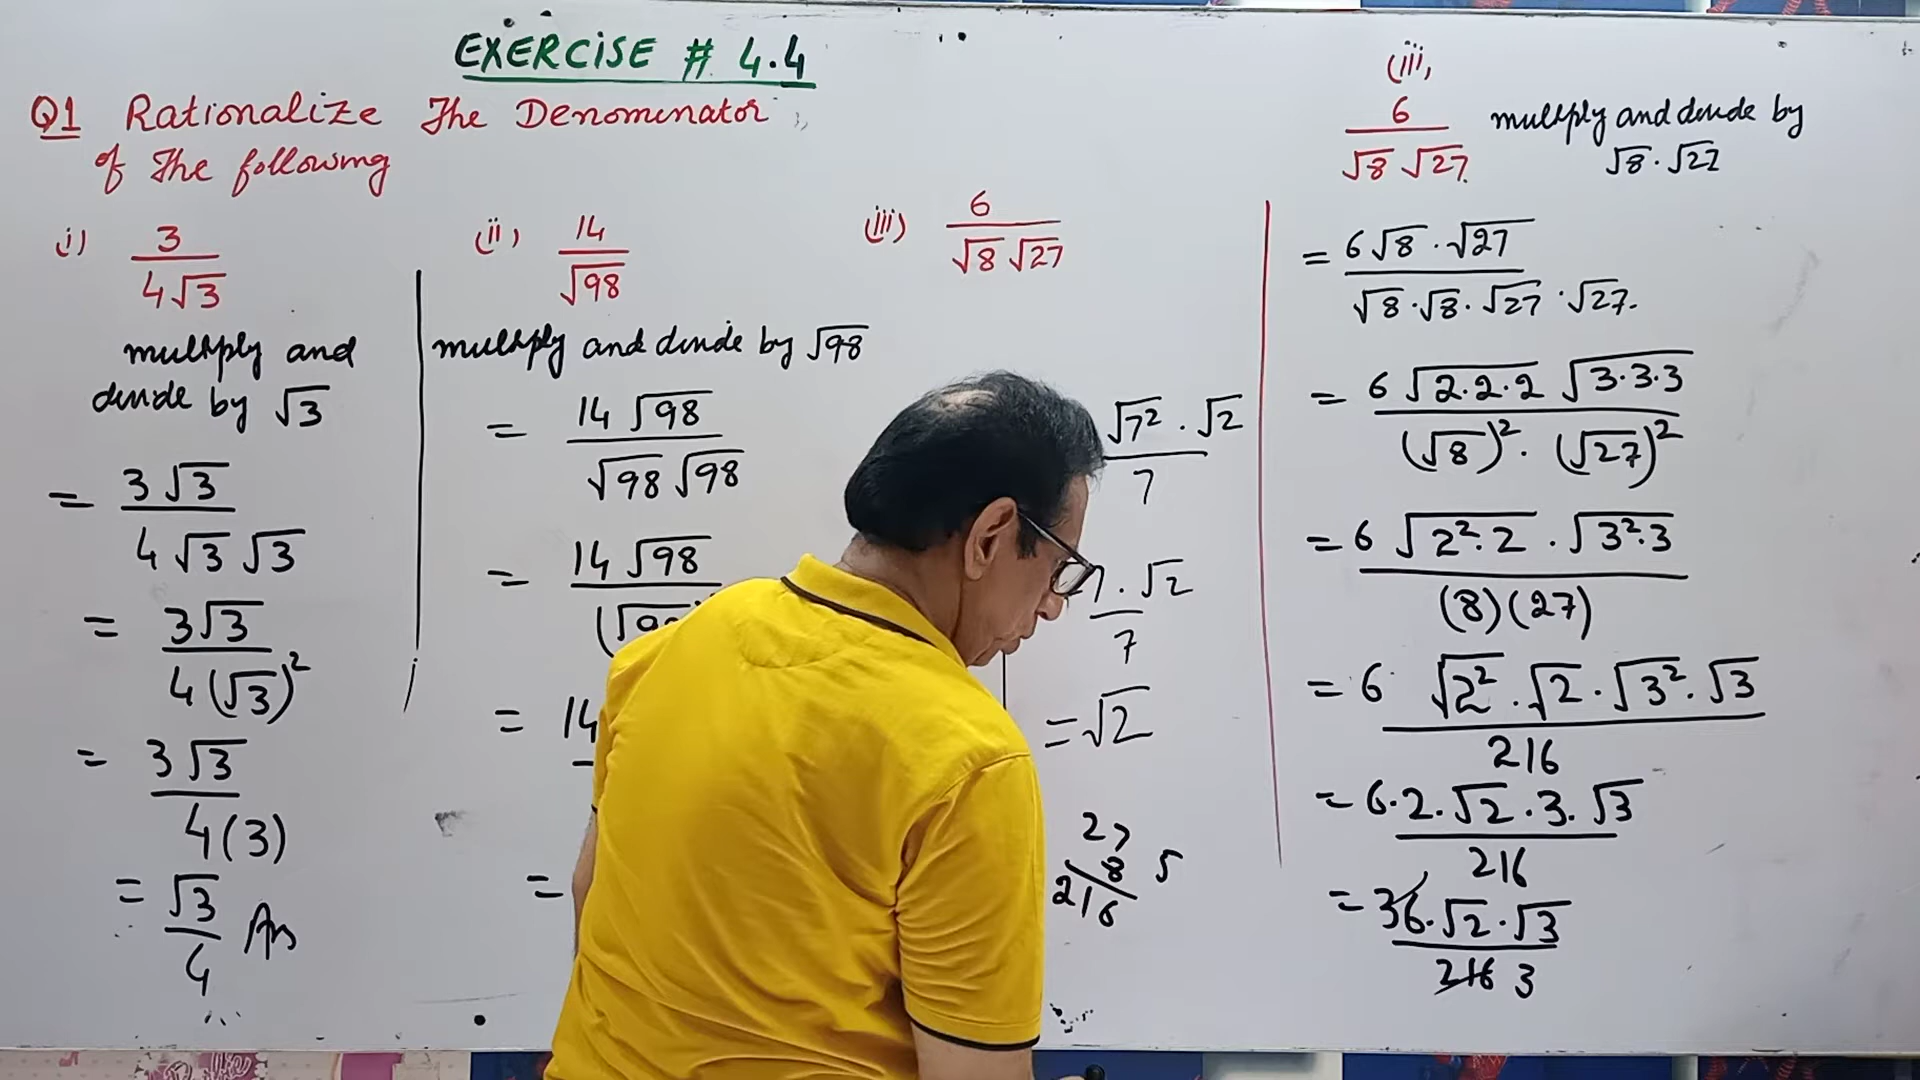 EXERCISE # 4.4
Q1 Rationalize The Denominator
of The following
(i) 3/(4√3)
multiply and
divide by √3
= 3√3/(4√3 √3)
= 3√3/(4(√3)²)
= 3√3/(4(3))
= √3/4 Ans
(ii) 14/√98
multiply and divide by √98
= 14√98/(√98 √98)
= 14√98
= 14
=
√7² . √2/7
7 . √2/7
= √2
27
8
216
(iii) 6/(√8 √27)
(iii)
6/(√8 √27) multiply and divide by
√8 . √27
= 6√8 . √27/(√8 . √8 . √27 . √27)
= 6√2.2.2 √3.3.3/((√8)² . (√27)²)
= 6√2².2 . √3².3/((8)(27))
= 6 √2² . √2 . √3² . √3/216
= 6.2.√2.3.√3/216
= 36.√2.√3/216 3